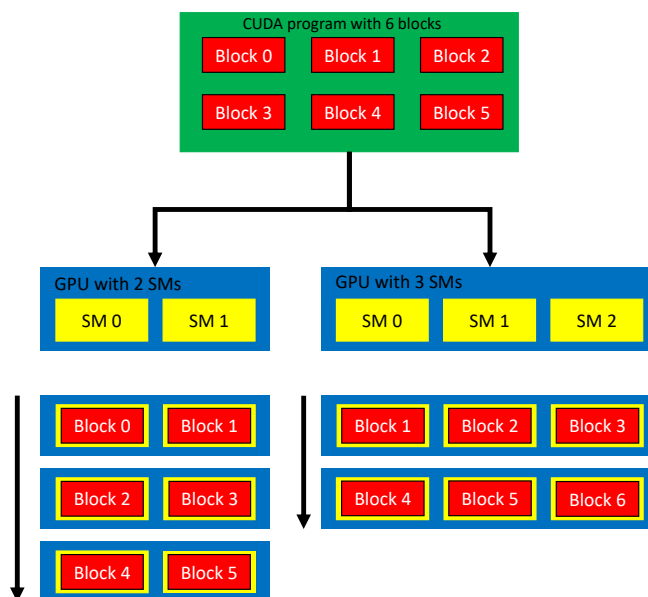 CUDA program with 6 blocks
Block 0 Block 1 Block 2
Block 3 Block 4 Block 5
GPU with 2 SMs
SM 0 SM 1
GPU with 3 SMs
SM 0 SM 1 SM 2
Block 0 Block 1
Block 2 Block 3
Block 4 Block 5
Block 1 Block 2 Block 3
Block 4 Block 5 Block 6